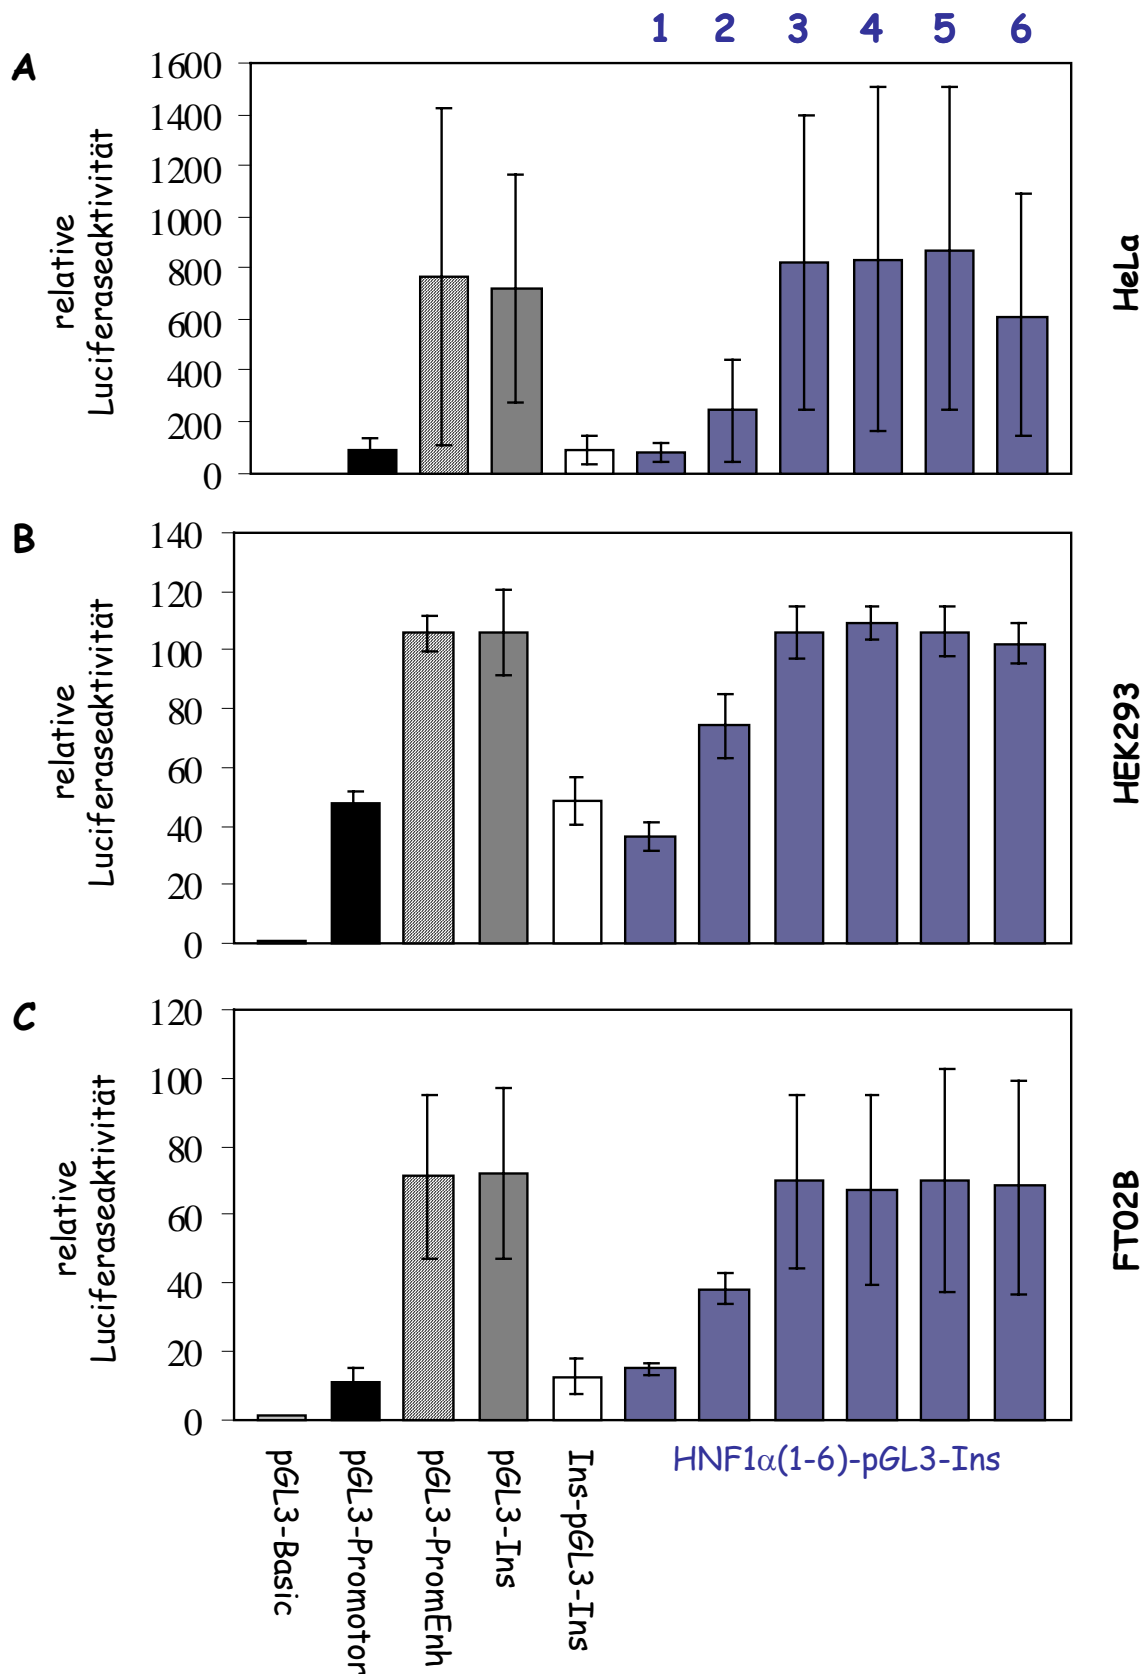 1 2 3 4 5 6
A
1600
1400
1200
1000
800
600
400
200
0
relative
Luciferaseaktivität
HeLa
B
140
120
100
80
60
40
20
0
relative
Luciferaseaktivität
HEK293
C
120
100
80
60
40
20
0
relative
Luciferaseaktivität
FTO2B
pGL3-Basic
pGL3-Promotor
pGL3-PromEnh
pGL3-Ins
Ins-pGL3-Ins
HNF1α(1-6)-pGL3-Ins